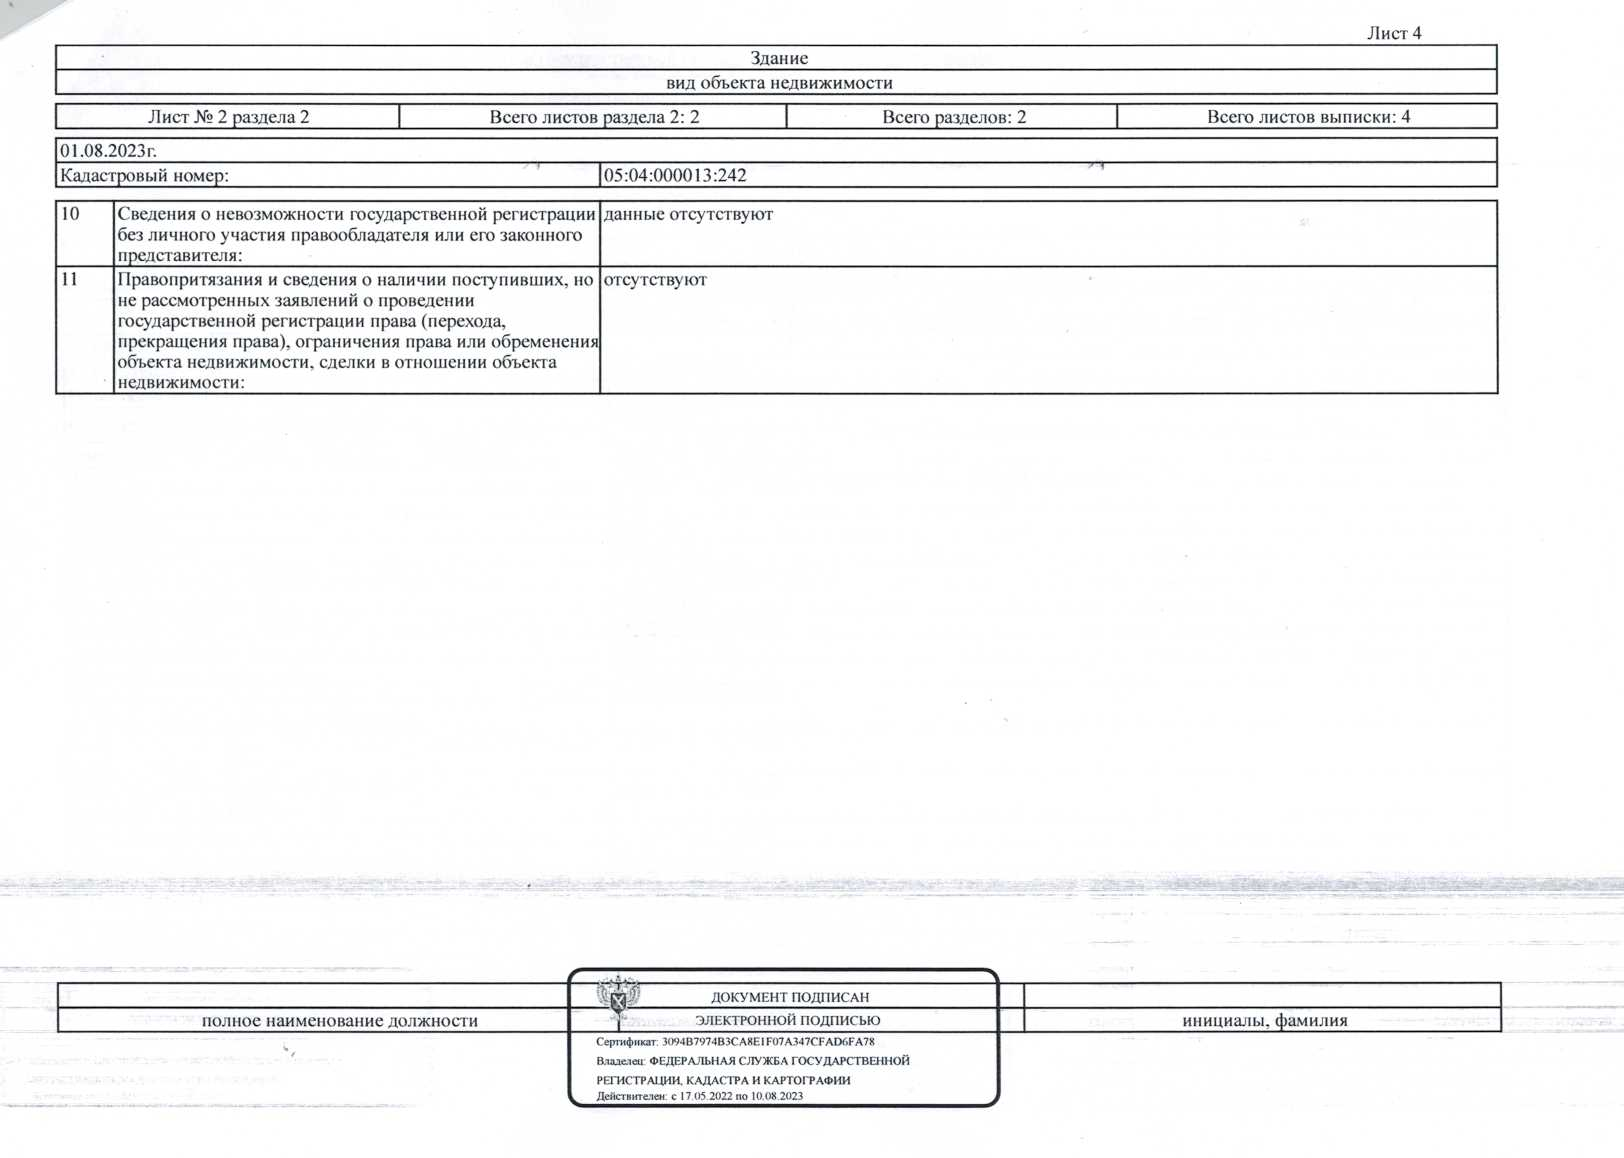 Лист 4
Здание
вид объекта недвижимости
Лист № 2 раздела 2 Всего листов раздела 2: 2 Всего разделов: 2 Всего листов выписки: 4
01.08.2023г.
Кадастровый номер: 05:04:000013:242
10 Сведения о невозможности государственной регистрации данные отсутствуют
без личного участия правообладателя или его законного
представителя:
11 Правопритязания и сведения о наличии поступивших, но отсутствуют
не рассмотренных заявлений о проведении
государственной регистрации права (перехода,
прекращения права), ограничения права или обременения
объекта недвижимости, сделки в отношении объекта
недвижимости:
ДОКУМЕНТ ПОДПИСАН
полное наименование должности ЭЛЕКТРОННОЙ ПОДПИСЬЮ инициалы, фамилия
Сертификат: 3094B7974B3CA8E1F07A347CFAD6FA78
Владелец: ФЕДЕРАЛЬНАЯ СЛУЖБА ГОСУДАРСТВЕННОЙ
РЕГИСТРАЦИИ, КАДАСТРА И КАРТОГРАФИИ
Действителен: с 17.05.2022 по 10.08.2023